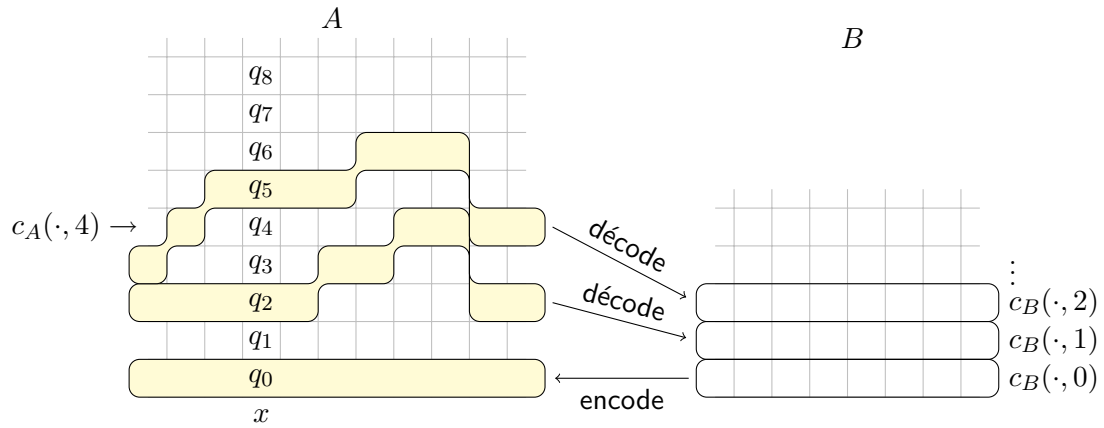 A
B
q8
q7
q6
q5
c_A(·, 4) → q4
q3
q2
q1
q0
x
décode
décode
encode
⋮
c_B(·, 2)
c_B(·, 1)
c_B(·, 0)